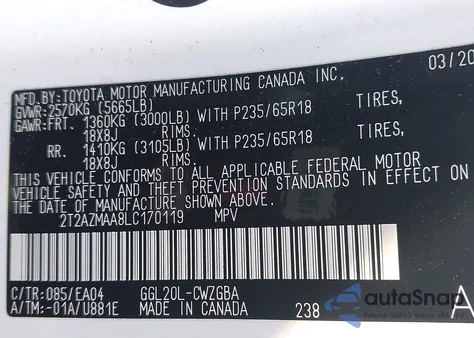 MFD.BY:TOYOTA MOTOR MANUFACTURING CANADA INC. 03/20
GVWR:2570KG (5665LB)
GAWR:FRT. 1360KG (3000LB) WITH P235/65R18 TIRES,
18X8J RIMS.
RR. 1410KG (3105LB) WITH P235/65R18 TIRES,
18X8J RIMS.
THIS VEHICLE CONFORMS TO ALL APPLICABLE FEDERAL MOTOR
VEHICLE SAFETY AND THEFT PREVENTION STANDARDS IN EFFECT ON
THE DATE OF MANUFACTURE SHOWN ABOVE.
2T2AZMAA8LC170119 MPV
C/TR:085/EA04 GGL20L-CWZGBA
A/TM:-01A/U881E MADE IN CANADA 238 A
autoSnap